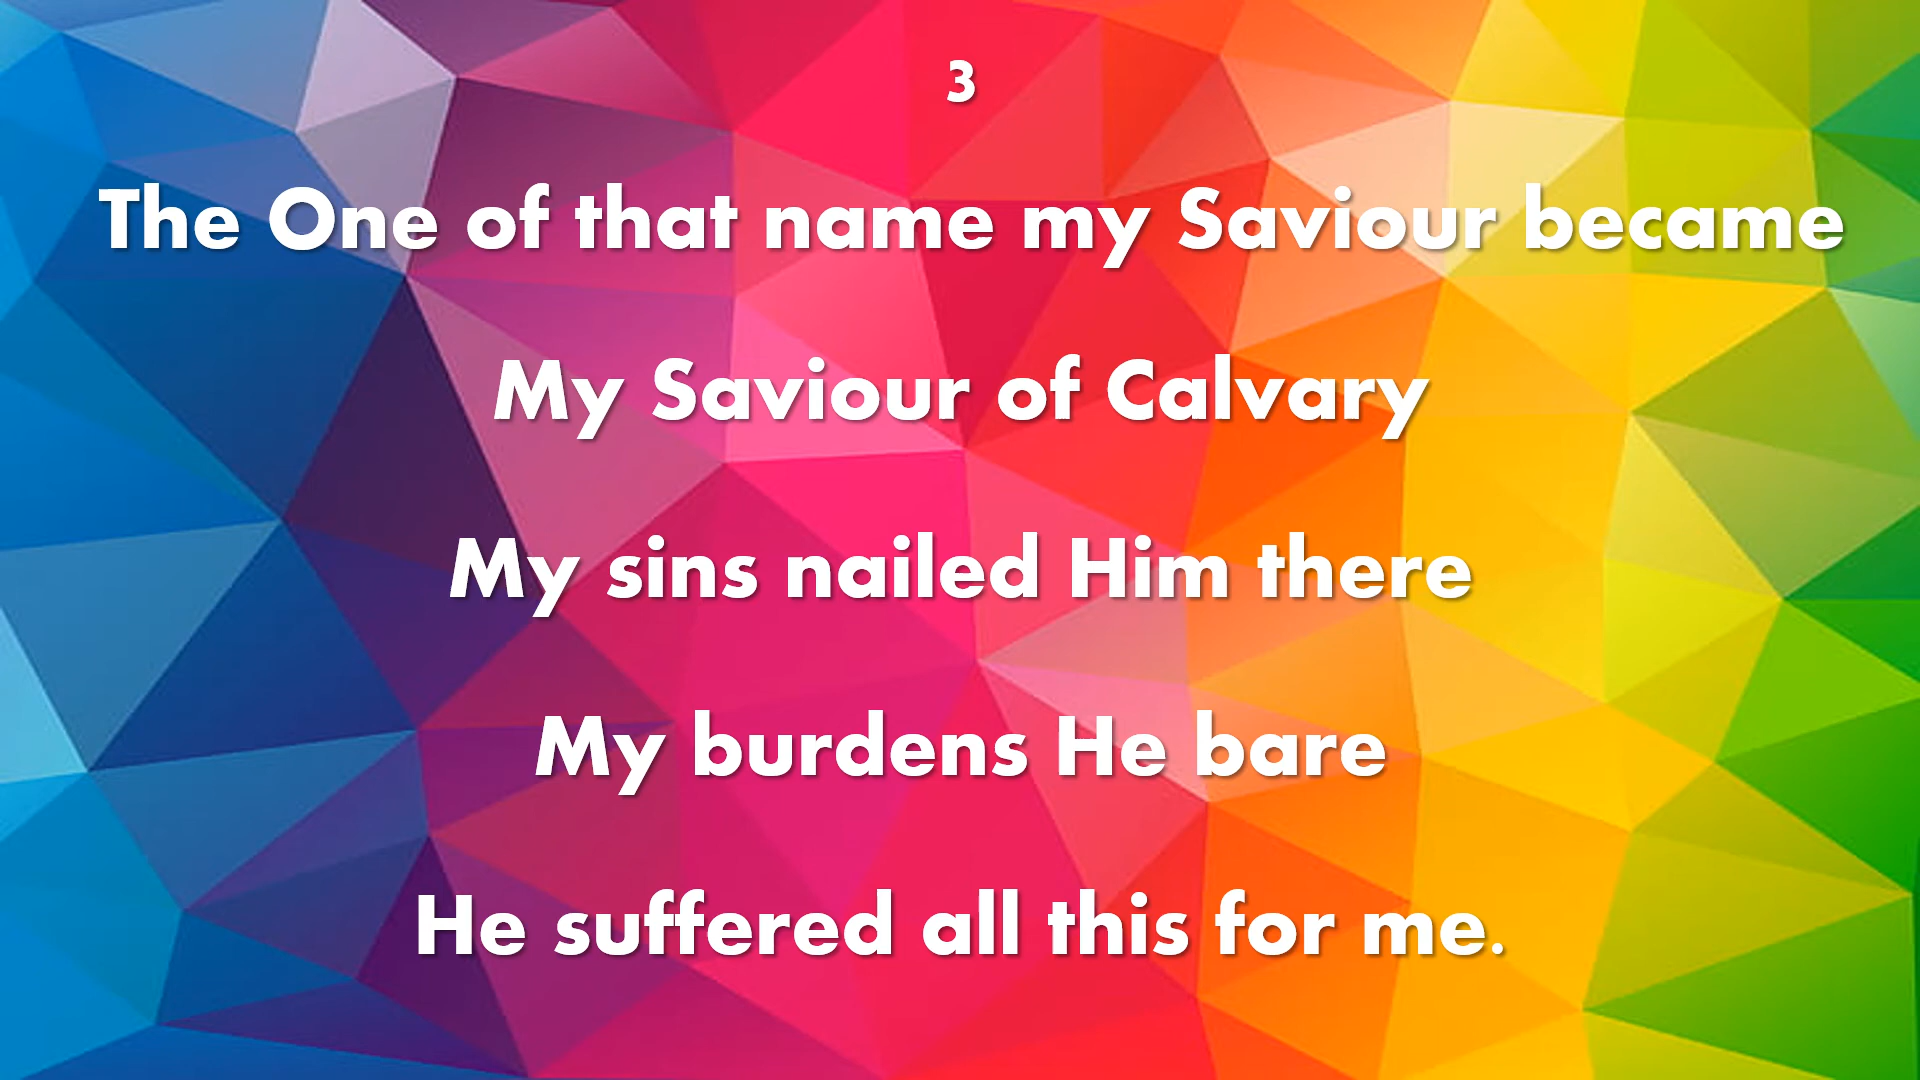 3
The One of that name my Saviour became
My Saviour of Calvary
My sins nailed Him there
My burdens He bare
He suffered all this for me.